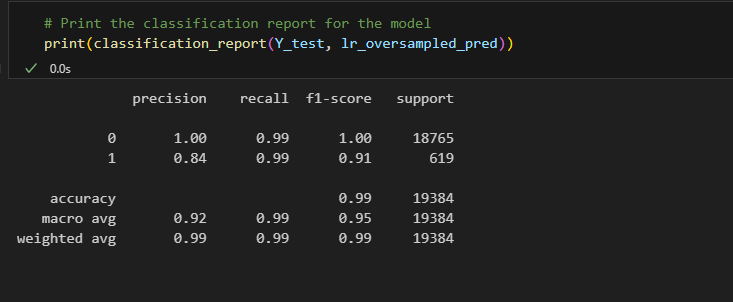 # Print the classification report for the model
print(classification_report(Y_test, lr_oversampled_pred))
✓ 0.0s
precision recall f1-score support
0 1.00 0.99 1.00 18765
1 0.84 0.99 0.91 619
accuracy 0.99 19384
macro avg 0.92 0.99 0.95 19384
weighted avg 0.99 0.99 0.99 19384